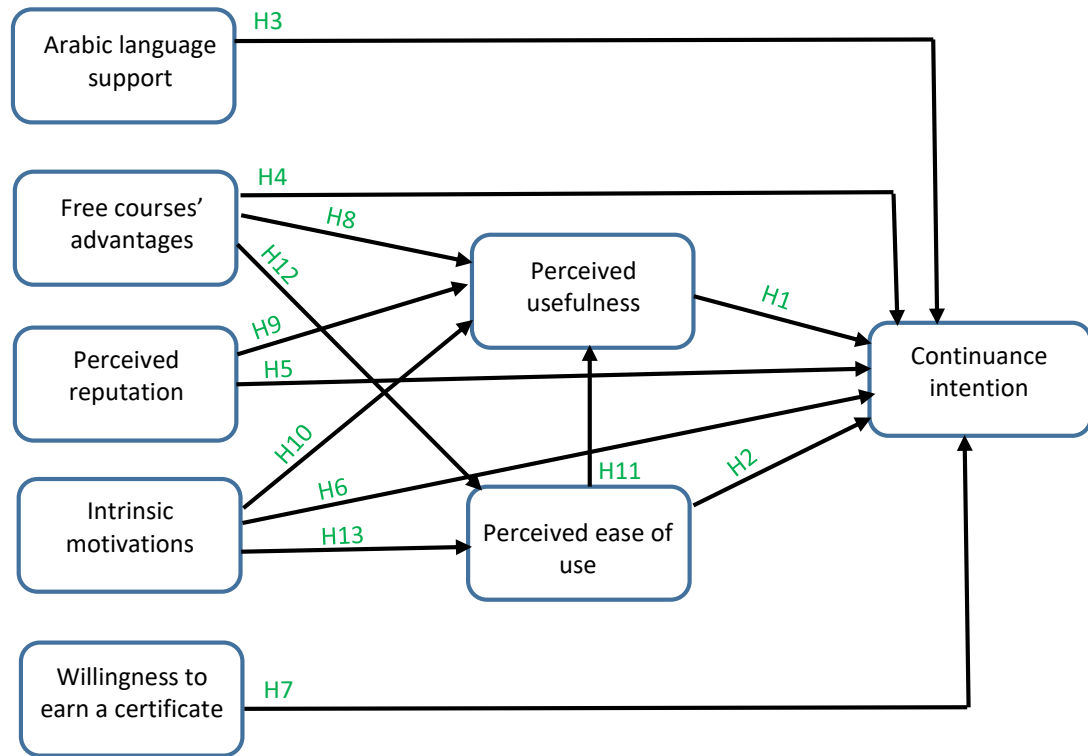 H3
Arabic language
support
H4
Free courses’
advantages
H8
H12
Perceived
usefulness
H1
H9
Perceived
reputation
H5
Continuance
intention
H10
H6
H11
H2
Intrinsic
motivations
H13
Perceived ease of
use
Willingness to
earn a certificate
H7